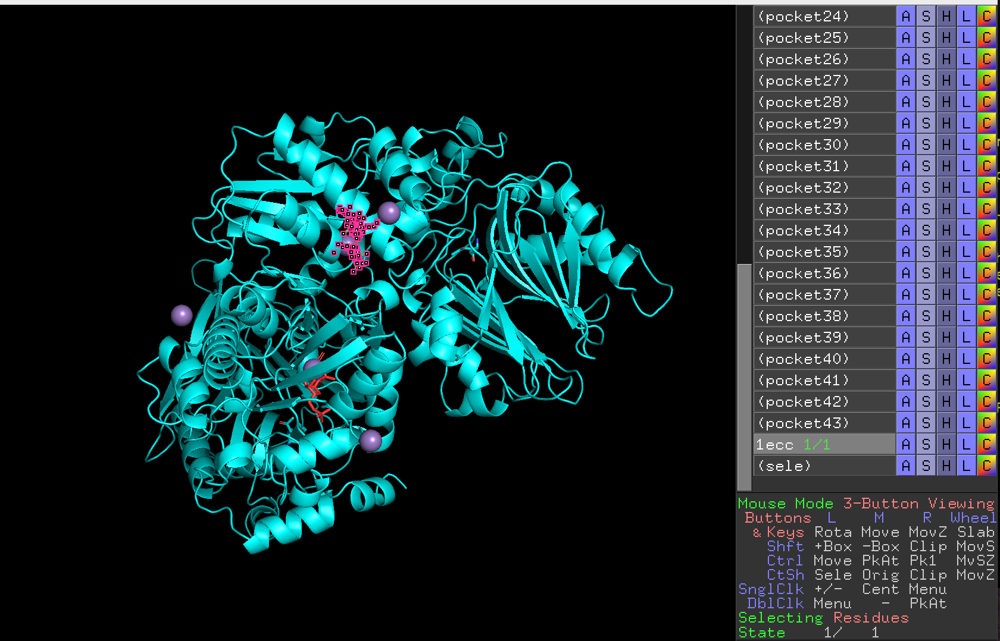 (pocket24) A S H L C
(pocket25) A S H L C
(pocket26) A S H L C
(pocket27) A S H L C
(pocket28) A S H L C
(pocket29) A S H L C
(pocket30) A S H L C
(pocket31) A S H L C
(pocket32) A S H L C
(pocket33) A S H L C
(pocket34) A S H L C
(pocket35) A S H L C
(pocket36) A S H L C
(pocket37) A S H L C
(pocket38) A S H L C
(pocket39) A S H L C
(pocket40) A S H L C
(pocket41) A S H L C
(pocket42) A S H L C
(pocket43) A S H L C
1ecc 1/1 A S H L C
(sele) A S H L C
Mouse Mode 3-Button Viewing
Buttons L M R Wheel
& Keys Rota Move MovZ Slab
Shft +Box -Box Clip MovS
Ctrl Move PkAt Pk1 MvSZ
CtSh Sele Orig Clip MovZ
SnglClk +/- Cent Menu
DblClk Menu - PkAt
Selecting Residues
State 1/ 1